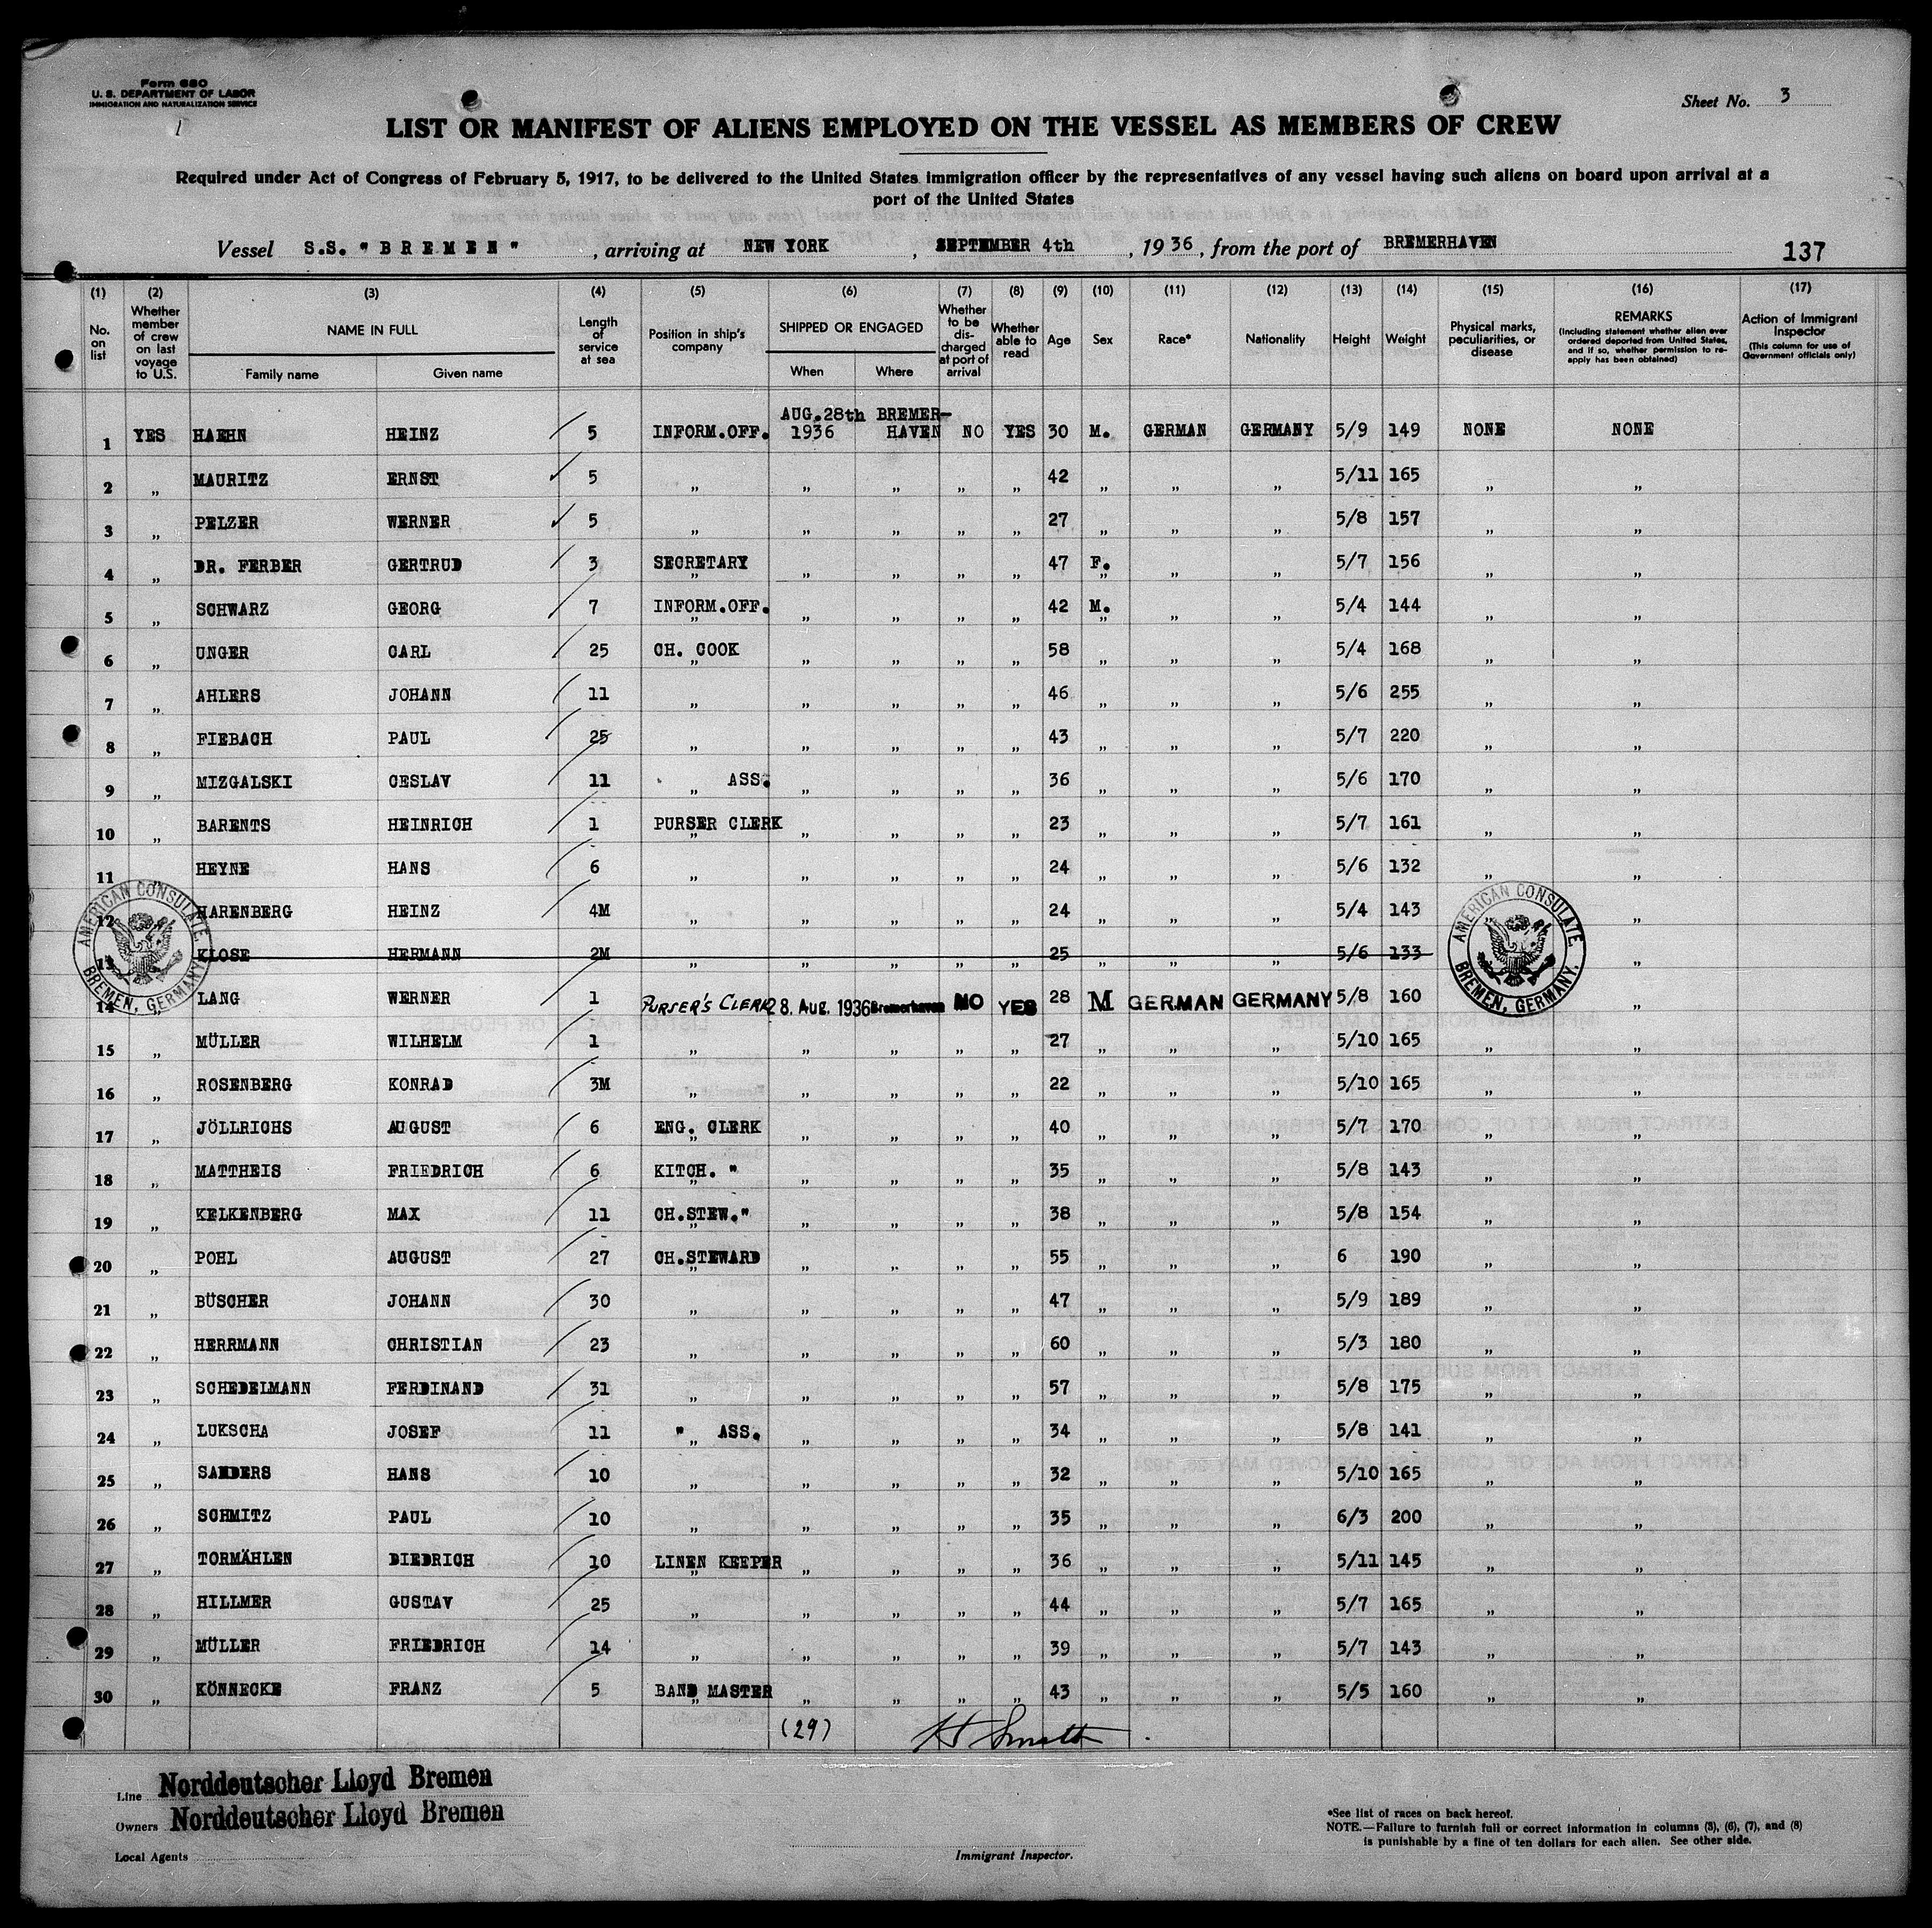 Form 680
U. S. DEPARTMENT OF LABOR
IMMIGRATION AND NATURALIZATION SERVICE
1
Sheet No. 3
LIST OR MANIFEST OF ALIENS EMPLOYED ON THE VESSEL AS MEMBERS OF CREW
Required under Act of Congress of February 5, 1917, to be delivered to the United States immigration officer by the representatives of any vessel having such aliens on board upon arrival at a
port of the United States
Vessel S.S. "BREMEN", arriving at NEW YORK, SEPTEMBER 4th, 1936, from the port of BREMERHAVEN 137
(1) (2) (3) (4) (5) (6) (7) (8) (9) (10) (11) (12) (13) (14) (15) (16) (17)
No. on list Whether member of crew on last voyage to U.S. NAME IN FULL Family name Given name Length of service at sea Position in ship's company SHIPPED OR ENGAGED When Where Whether to be discharged at port of arrival Whether able to read Age Sex Race* Nationality Height Weight Physical marks, peculiarities, or disease REMARKS (Including statement whether alien ever ordered deported from United States, and if so, whether permission to re-apply has been obtained) Action of Immigrant Inspector (This column for use of Government officials only)
AUG.28th BREMER-
1 YES HAEHN HEINZ 5 INFORM.OFF. 1936 HAVEN NO YES 30 M. GERMAN GERMANY 5/9 149 NONE NONE
2 „ MAURITZ ERNST 5 „ „ „ „ „ 42 „ „ „ 5/11 165 „ „
3 „ PELZER WERNER 5 „ „ „ „ „ 27 „ „ „ 5/8 157 „ „
4 „ DR. FERBER GERTRUD 3 SECRETARY „ „ „ „ 47 F. „ „ 5/7 156 „ „
5 „ SCHWARZ GEORG 7 INFORM.OFF. „ „ „ „ 42 M. „ „ 5/4 144 „ „
6 „ UNGER CARL 25 CH. COOK „ „ „ „ 58 „ „ „ 5/4 168 „ „
7 „ AHLERS JOHANN 11 „ „ „ „ „ 46 „ „ „ 5/6 255 „ „
8 „ FIEBACH PAUL 25 „ „ „ „ „ 43 „ „ „ 5/7 220 „ „
9 „ MIZGALSKI CESLAV 11 „ ASS. „ „ „ „ 36 „ „ „ 5/6 170 „ „
10 „ BARENTS HEINRICH 1 PURSER CLERK „ „ „ „ 23 „ „ „ 5/7 161 „ „
11 „ HEYNE HANS 6 „ „ „ „ „ 24 „ „ „ 5/6 132 „ „
12 HARENBERG HEINZ 4M „ „ „ „ „ 24 „ „ „ 5/4 143 „ „
13 KLOSE HERMANN 2M „ „ „ „ „ 25 „ „ „ 5/6 133 „
14 „ LANG WERNER 1 PURSER'S CLERK 28. Aug. 1936 Bremerhaven NO YES 28 M GERMAN GERMANY 5/8 160 „
15 „ MÜLLER WILHELM 1 „ „ „ „ „ 27 „ „ „ 5/10 165 „ „
16 „ ROSENBERG KONRAD 3M „ „ „ „ „ 22 „ „ „ 5/10 165 „ „
17 „ JÖLLRICHS AUGUST 6 ENG. CLERK „ „ „ „ 40 „ „ „ 5/7 170 „ „
18 „ MATTHEIS FRIEDRICH 6 KITCH. " „ „ „ „ 35 „ „ „ 5/8 143 „ „
19 „ KELKENBERG MAX 11 CH.STEW." „ „ „ „ 38 „ „ „ 5/8 154 „ „
20 „ POHL AUGUST 27 CH.STEWARD „ „ „ „ 55 „ „ „ 6 190 „ „
21 „ BÜSCHER JOHANN 30 „ „ „ „ „ 47 „ „ „ 5/9 189 „ „
22 „ HERRMANN CHRISTIAN 23 „ „ „ „ „ 60 „ „ „ 5/3 180 „ „
23 „ SCHEDELMANN FERDINAND 31 „ „ „ „ „ 57 „ „ „ 5/8 175 „ „
24 „ LUKSCHA JOSEF 11 " ASS. „ „ „ „ 34 „ „ „ 5/8 141 „ „
25 „ SANDERS HANS 10 „ „ „ „ „ 32 „ „ „ 5/10 165 „ „
26 „ SCHMITZ PAUL 10 „ „ „ „ „ 35 „ „ „ 6/3 200 „ „
27 „ TORMÄHLEN DIEDRICH 10 LINEN KEEPER „ „ „ „ 36 „ „ „ 5/11 145 „ „
28 „ HILLMER GUSTAV 25 „ „ „ „ „ 44 „ „ „ 5/7 165 „ „
29 „ MÜLLER FRIEDRICH 14 „ „ „ „ „ 39 „ „ „ 5/7 143 „ „
30 „ KÖNNECKE FRANZ 5 BAND MASTER „ „ „ „ 43 „ „ „ 5/5 160 „ „
AMERICAN CONSULATE. BREMEN, GERMANY.
AMERICAN CONSULATE. BREMEN, GERMANY.
(29)
Line Norddeutscher Lloyd Bremen
Owners Norddeutscher Lloyd Bremen
Local Agents
Immigrant Inspector.
*See list of races on back hereof.
NOTE.—Failure to furnish full or correct information in columns (3), (6), (7), and (8)
is punishable by a fine of ten dollars for each alien. See other side.